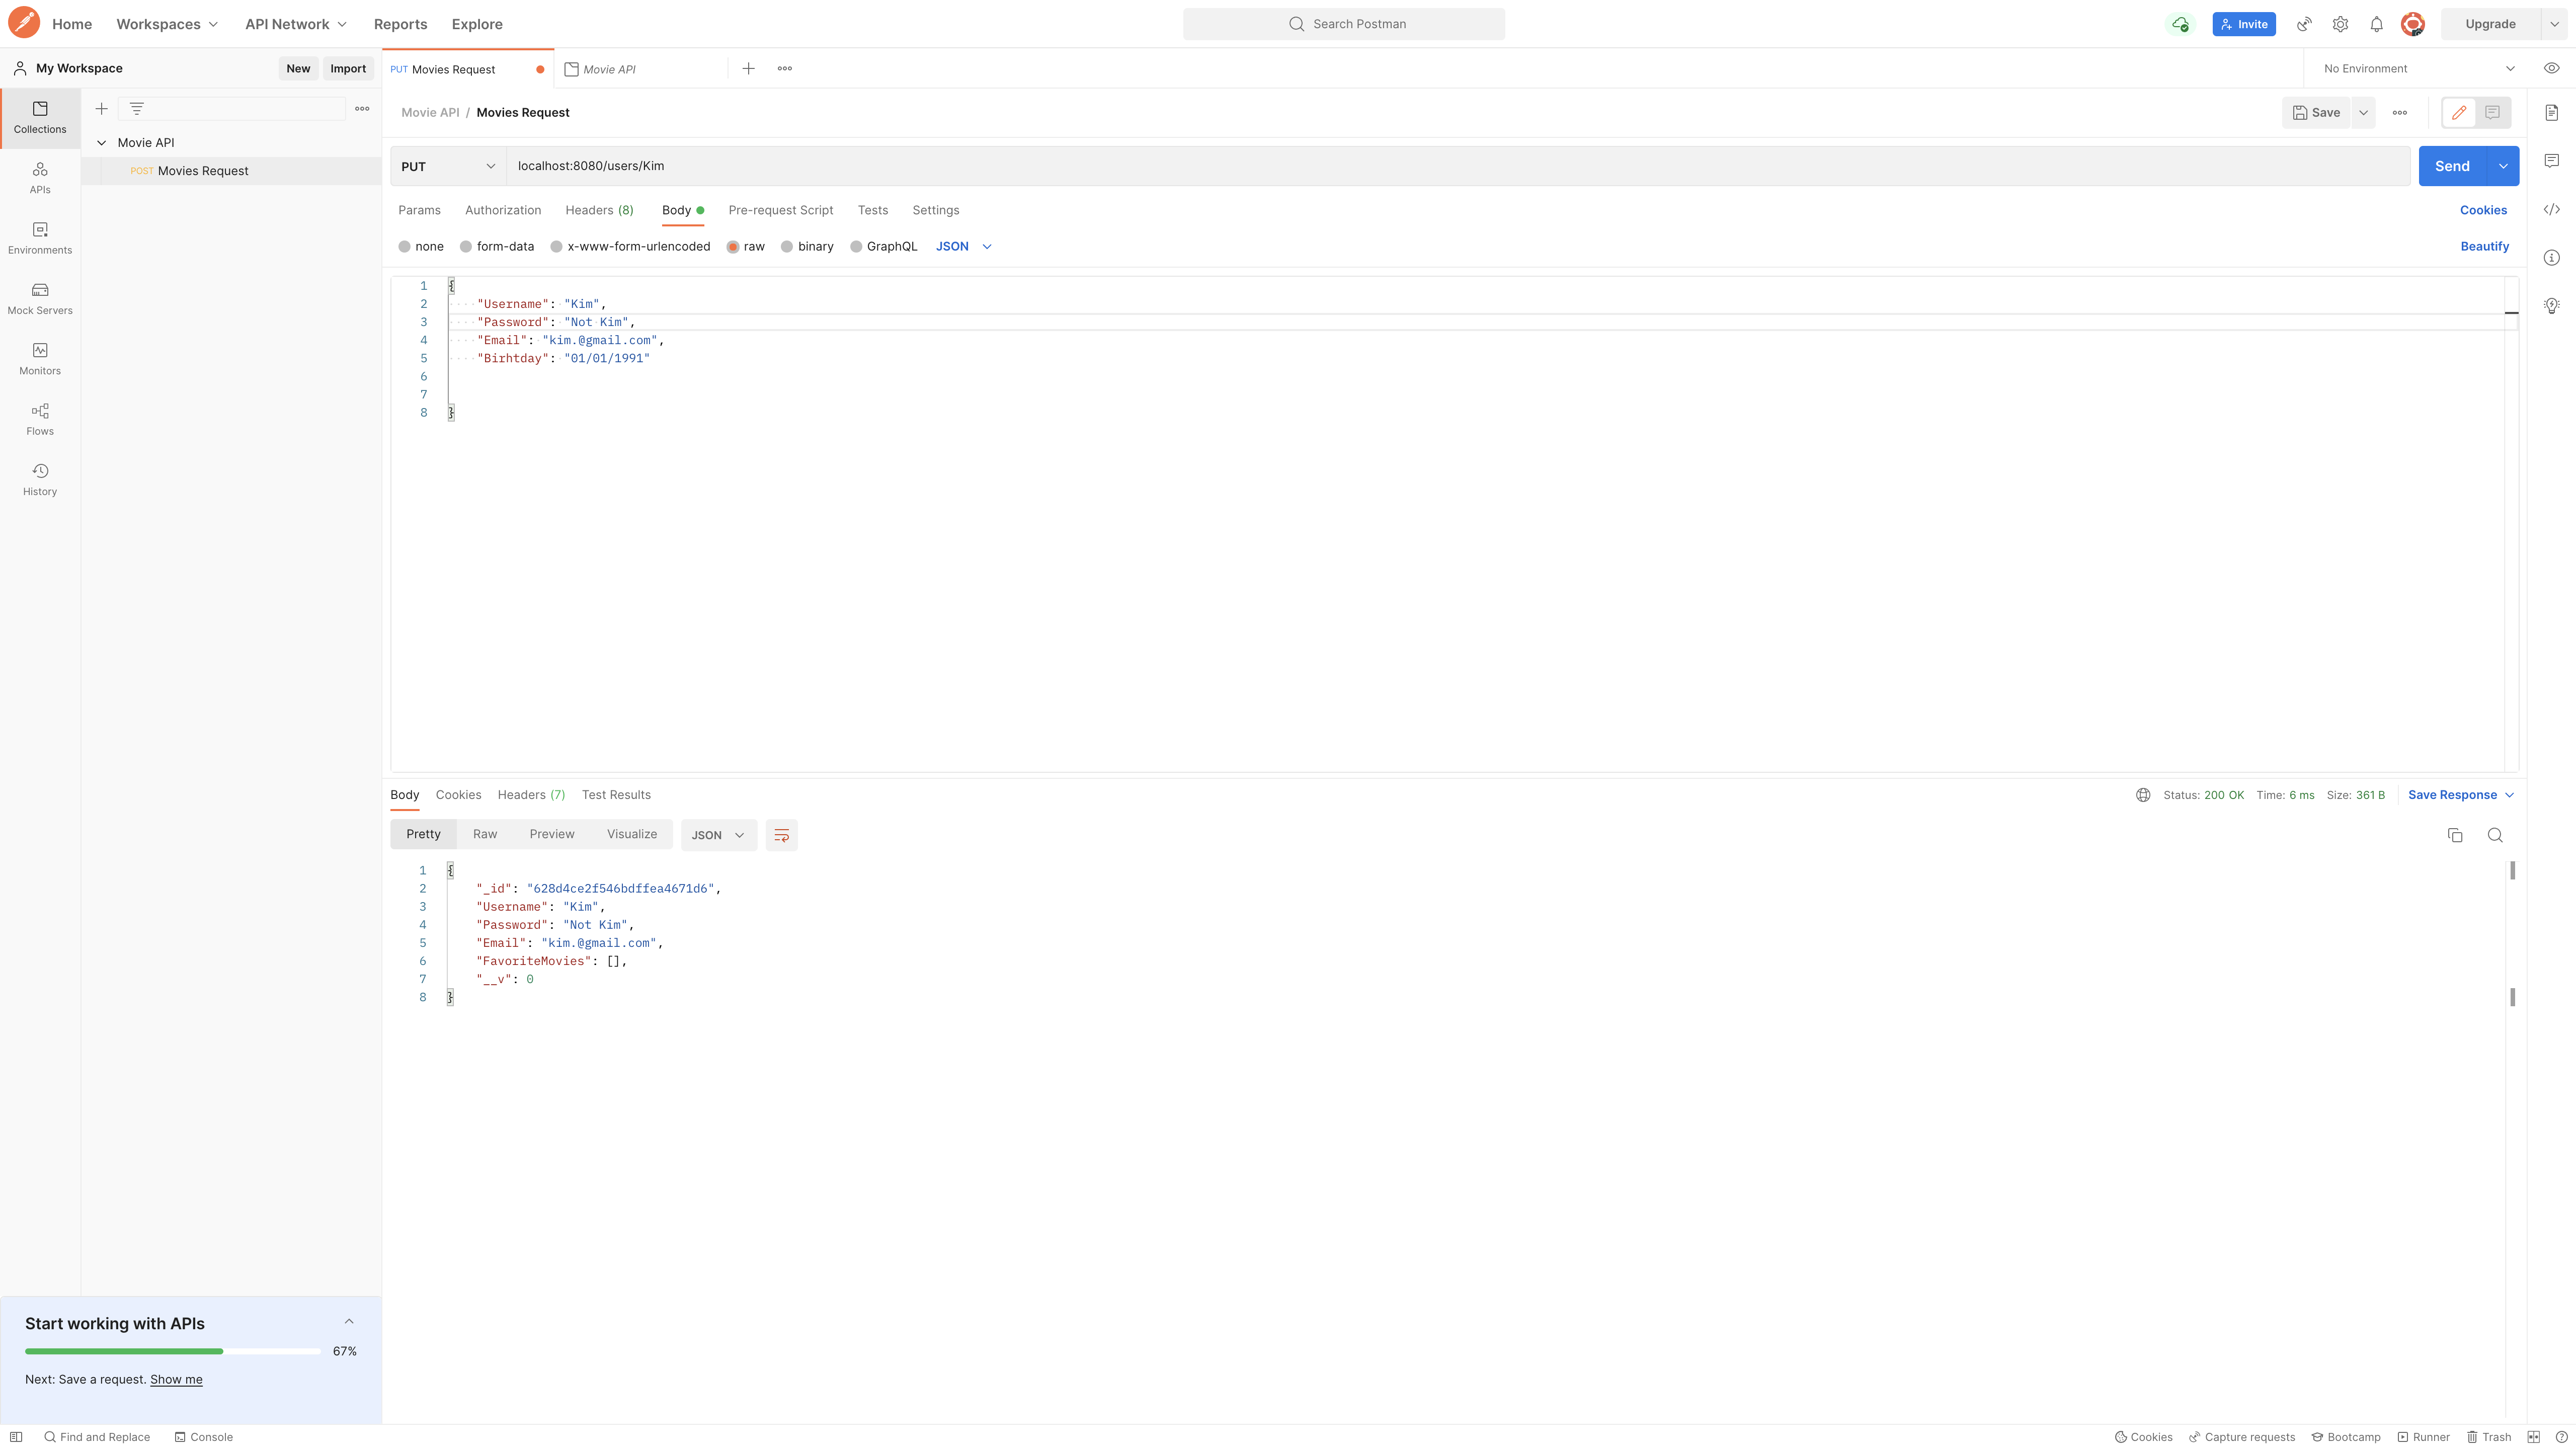 Home Workspaces API Network Reports Explore Search Postman Invite Upgrade
My Workspace New Import PUT Movies Request Movie API No Environment
Collections
APIs
Environments
Mock Servers
Monitors
Flows
History
Movie API
POST Movies Request
Movie API / Movies Request Save
PUT localhost:8080/users/Kim Send
Params Authorization Headers (8) Body Pre-request Script Tests Settings Cookies
none form-data x-www-form-urlencoded raw binary GraphQL JSON Beautify
1 {
2 "Username": "Kim",
3 "Password": "Not Kim",
4 "Email": "kim.@gmail.com",
5 "Birhtday": "01/01/1991"
6
7
8 }
Body Cookies Headers (7) Test Results Status: 200 OK Time: 6 ms Size: 361 B Save Response
Pretty Raw Preview Visualize JSON
1 {
2 "_id": "628d4ce2f546bdffea4671d6",
3 "Username": "Kim",
4 "Password": "Not Kim",
5 "Email": "kim.@gmail.com",
6 "FavoriteMovies": [],
7 "__v": 0
8 }
Start working with APIs
67%
Next: Save a request. Show me
Find and Replace Console Cookies Capture requests Bootcamp Runner Trash